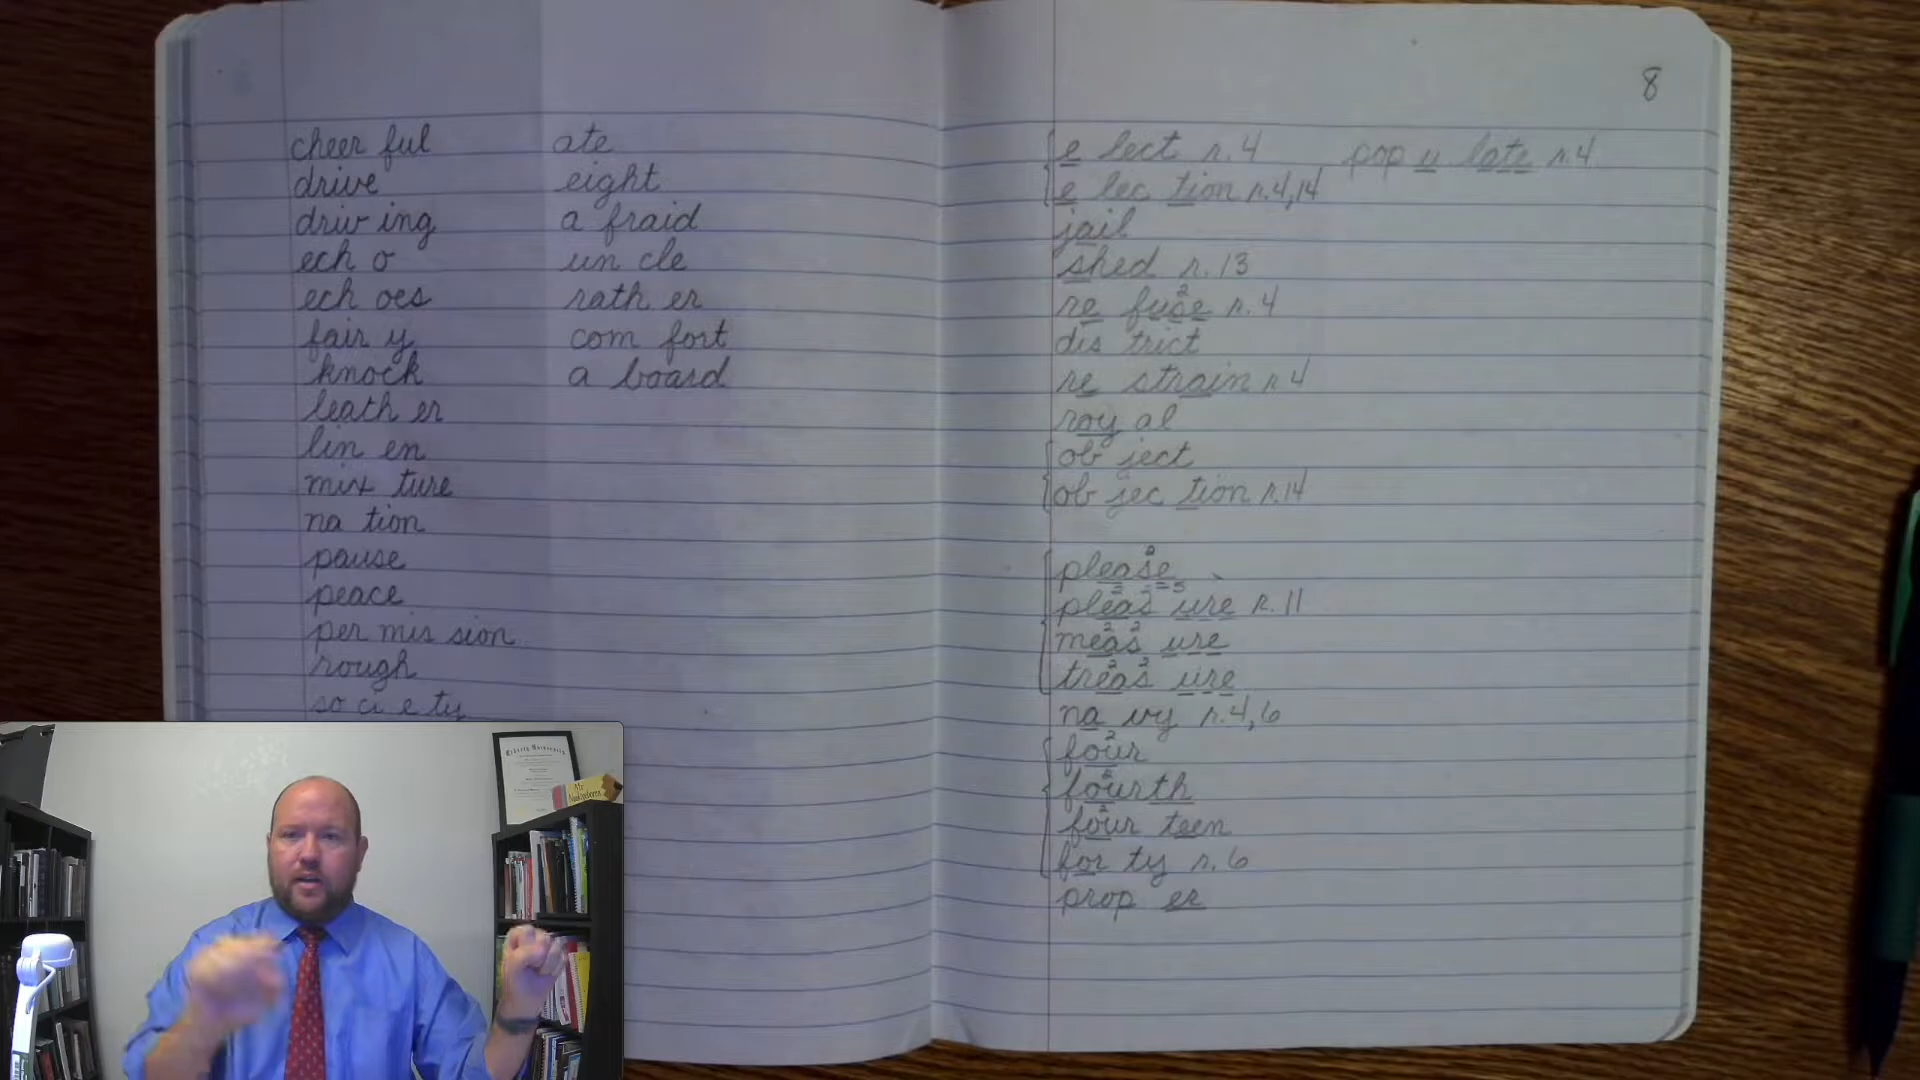 8
cheer ful
drive
driv ing
ech o
ech oes
fair y
knock
leath er
lin en
mix ture
na tion
pause
peace
per mis sion
rough
so ci e ty
ate
eight
a fraid
un cle
rath er
com fort
a board
e lect r. 4
e lec tion r. 4, 14
jail
shed r. 13
re fuse² r. 4
dis trict
re strain r 4
roy al
ob ject
ob jec tion r. 14
please
pleas ure r. 11
meas ure
treas ure
na vy r. 4, 6
four
fourth
four teen
for ty r. 6
prop er
pop u late r. 4